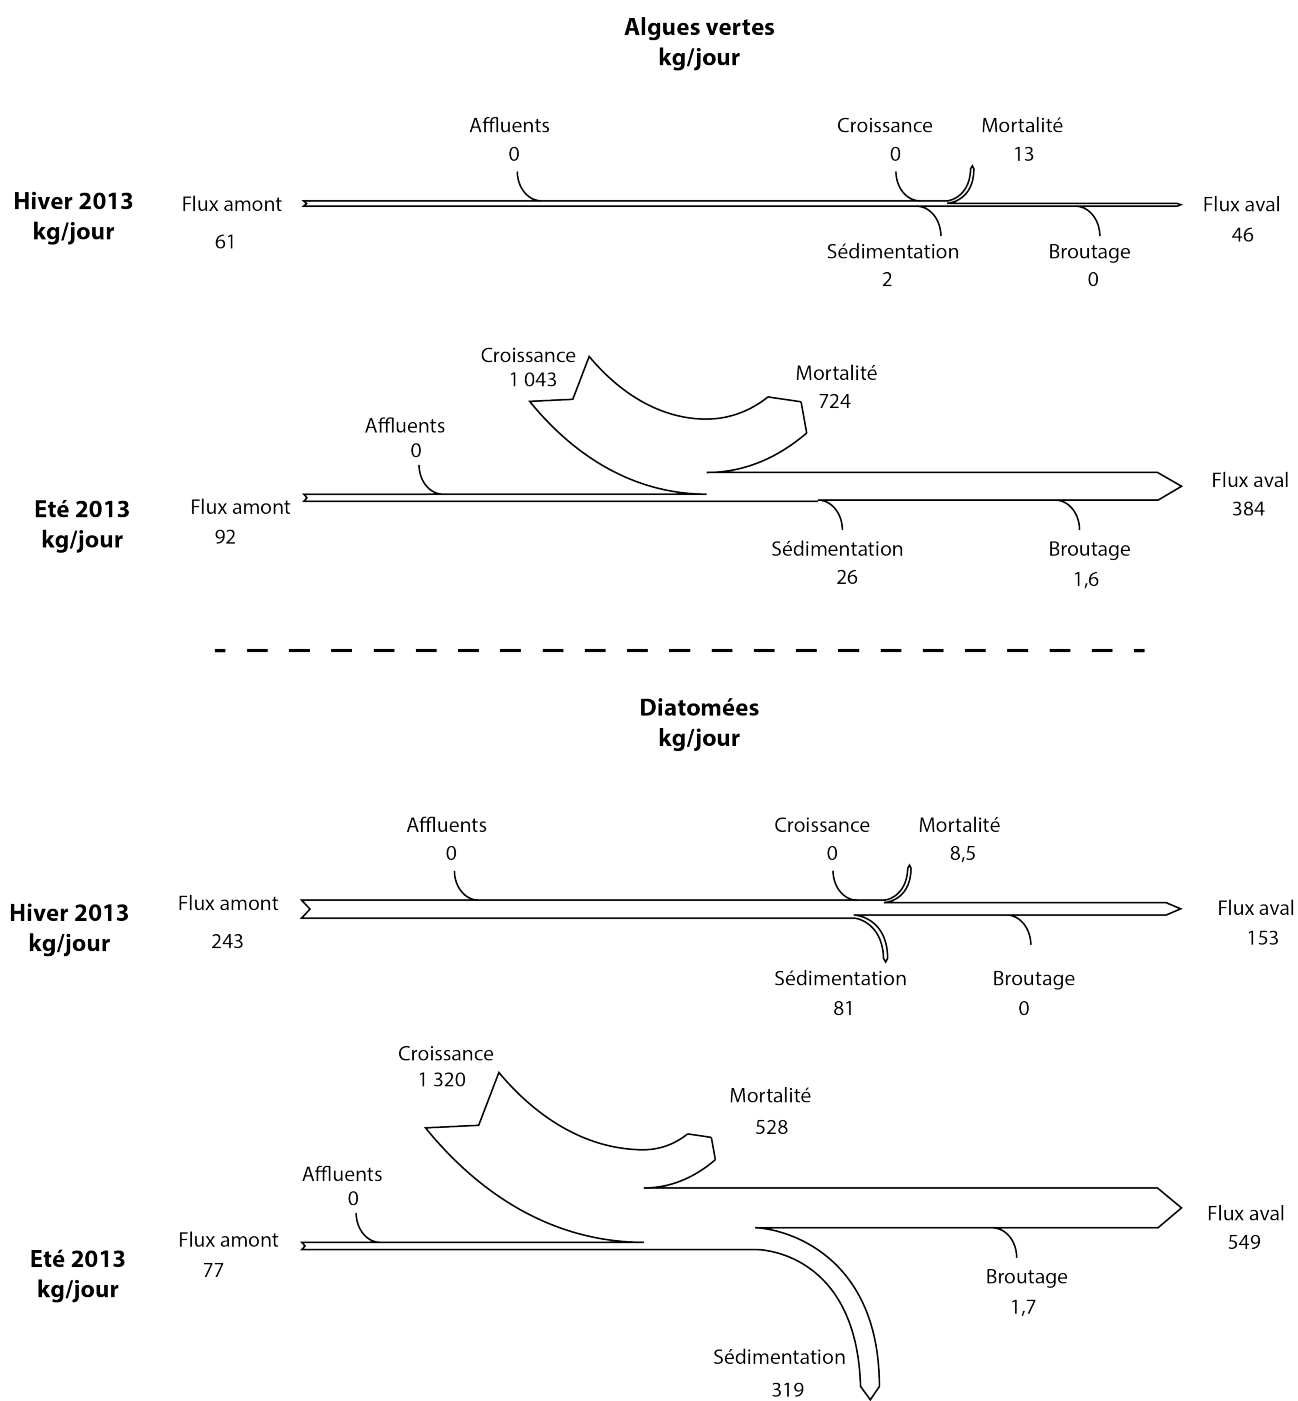 Algues vertes
kg/jour
Affluents
0
Croissance
0
Mortalité
13
Hiver 2013
kg/jour
Flux amont
61
Flux aval
46
Sédimentation
2
Broutage
0
Croissance
1 043
Mortalité
724
Affluents
0
Eté 2013
kg/jour
Flux amont
92
Flux aval
384
Sédimentation
26
Broutage
1,6
Diatomées
kg/jour
Affluents
0
Croissance
0
Mortalité
8,5
Hiver 2013
kg/jour
Flux amont
243
Flux aval
153
Sédimentation
81
Broutage
0
Croissance
1 320
Mortalité
528
Affluents
0
Eté 2013
kg/jour
Flux amont
77
Flux aval
549
Broutage
1,7
Sédimentation
319